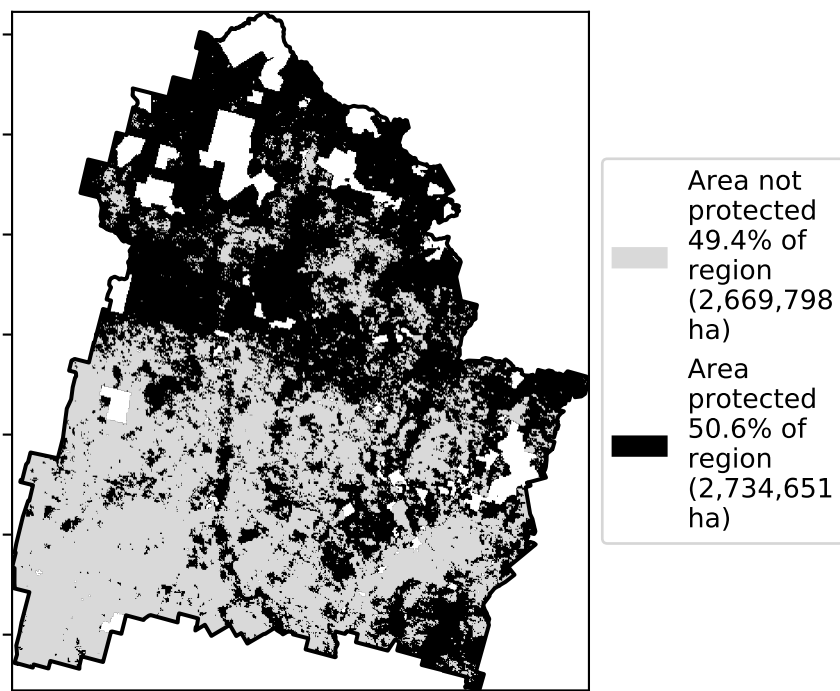 Area not
protected
49.4% of
region
(2,669,798
ha)
Area
protected
50.6% of
region
(2,734,651
ha)